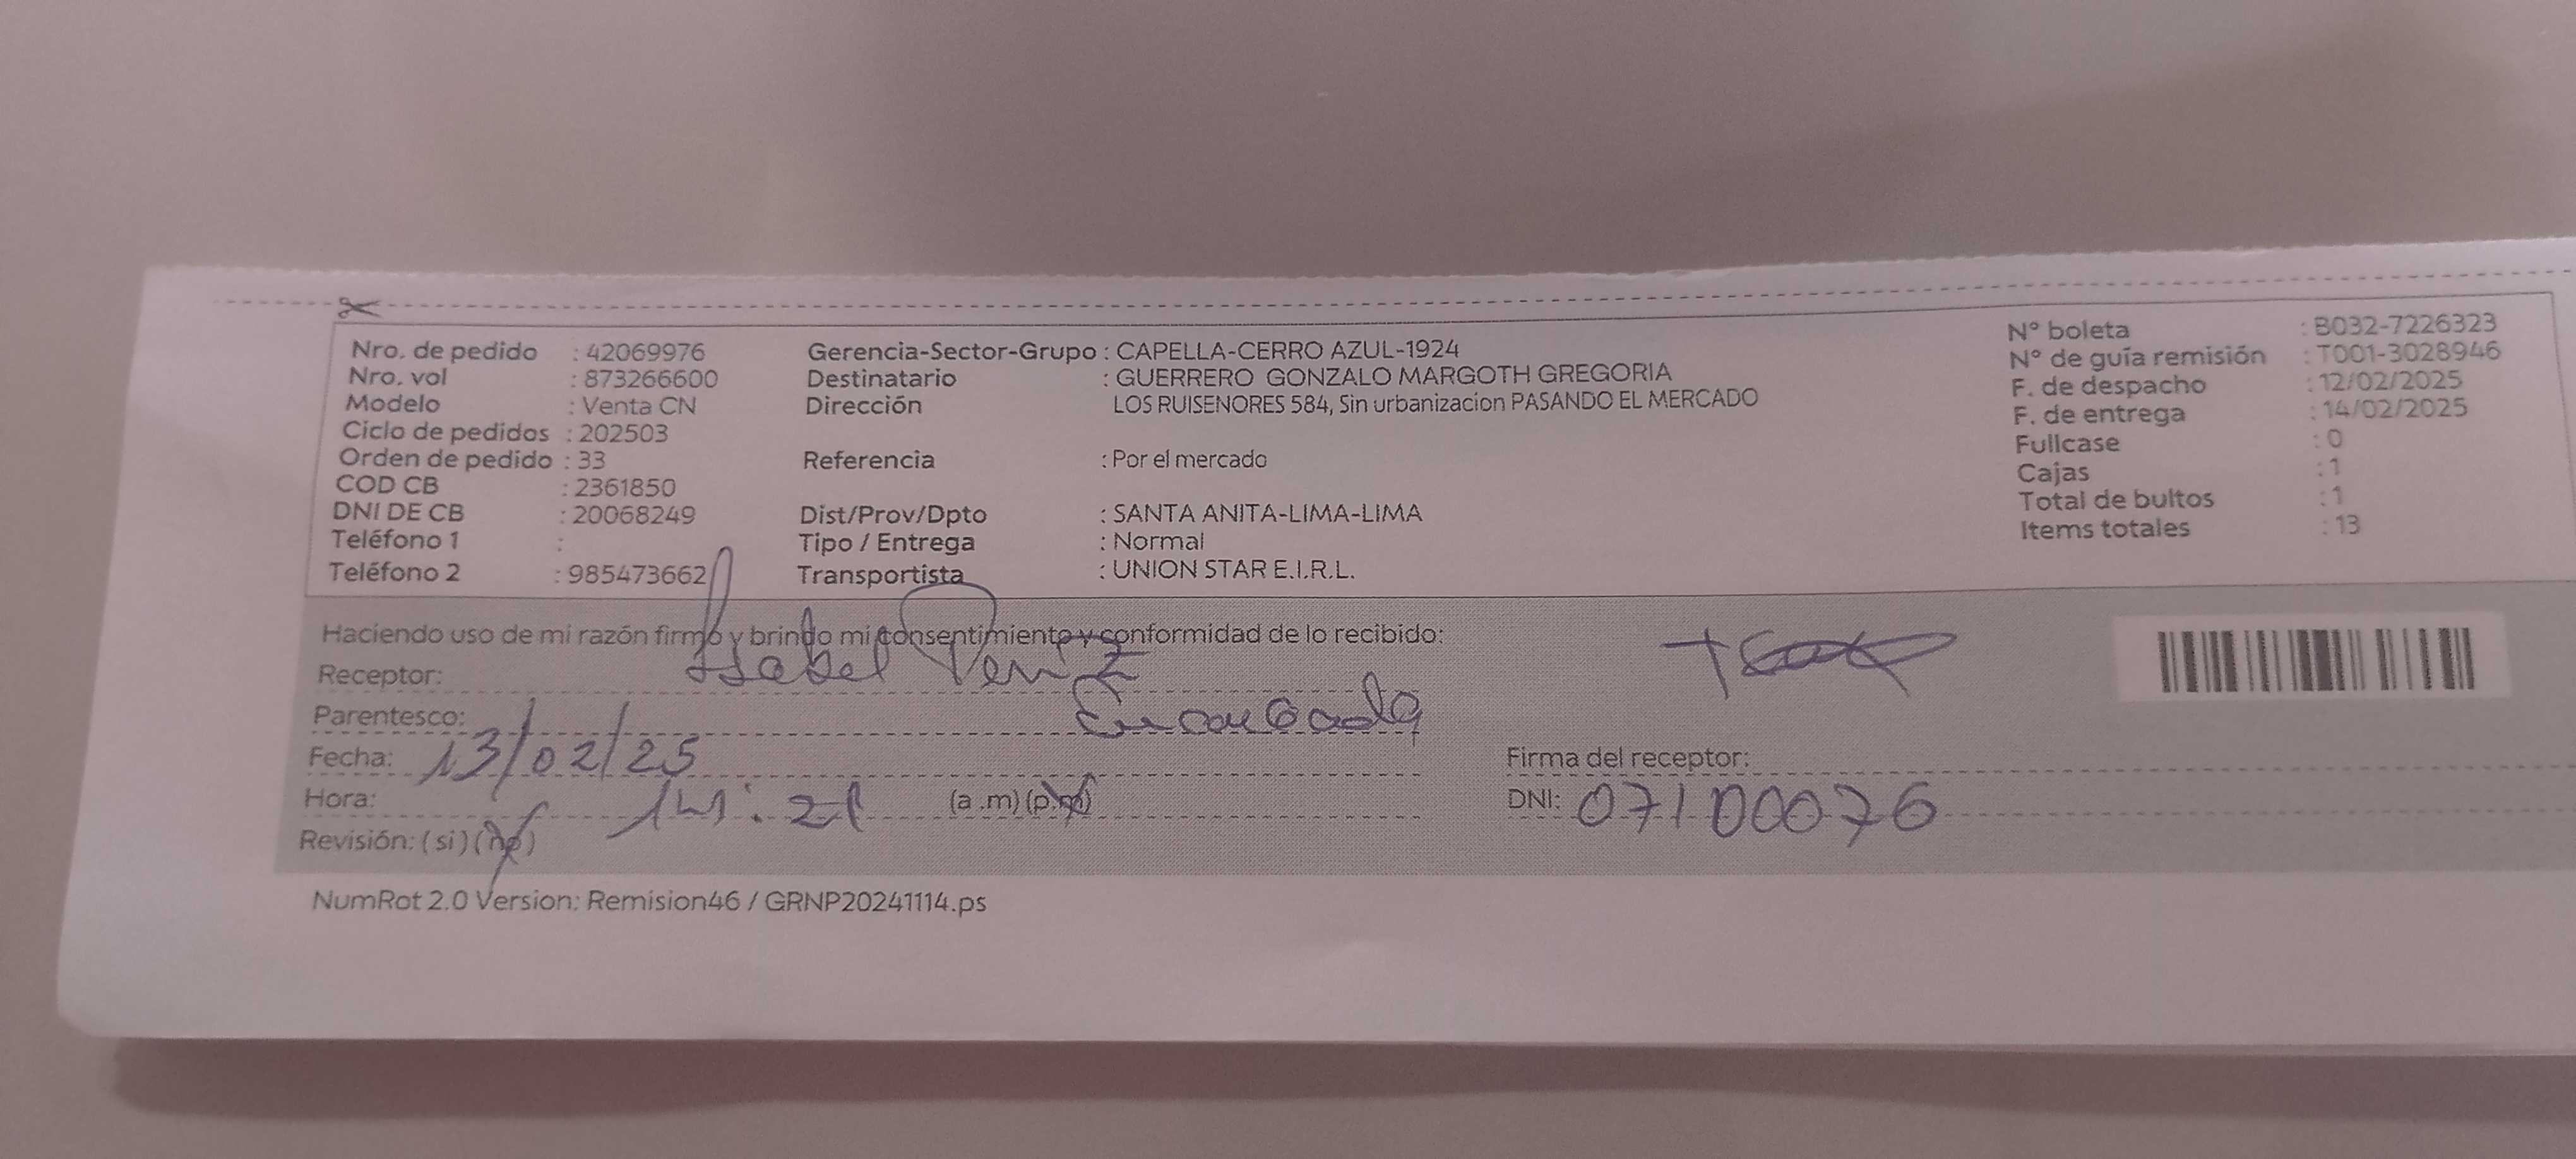 Nro. de pedido : 42069976
Nro. vol : 873266600
Modelo : Venta CN
Ciclo de pedidos : 202503
Orden de pedido : 33
COD CB : 2361850
DNI DE CB : 20068249
Teléfono 1 :
Teléfono 2 : 985473662
Gerencia-Sector-Grupo : CAPELLA-CERRO AZUL-1924
Destinatario : GUERRERO GONZALO MARGOTH GREGORIA
Dirección LOS RUISENORES 584, Sin urbanizacion PASANDO EL MERCADO
Referencia : Por el mercado
Dist/Prov/Dpto : SANTA ANITA-LIMA-LIMA
Tipo / Entrega : Normal
Transportista : UNION STAR E.I.R.L.
N° boleta : B032-7226323
N° de guía remisión : T001-3028946
F. de despacho : 12/02/2025
F. de entrega : 14/02/2025
Fullcase : 0
Cajas : 1
Total de bultos : 1
Items totales : 13
Haciendo uso de mi razón firmo y brindo mi consentimiento y conformidad de lo recibido:
Receptor: Isabel
Parentesco: Encargada
Fecha: 13/02/25
Hora: 14:21 (a .m) (p.m)
Revisión: ( si ) ( no )
Firma del receptor:
DNI: 07100076
NumRot 2.0 Version: Remision46 / GRNP20241114.ps